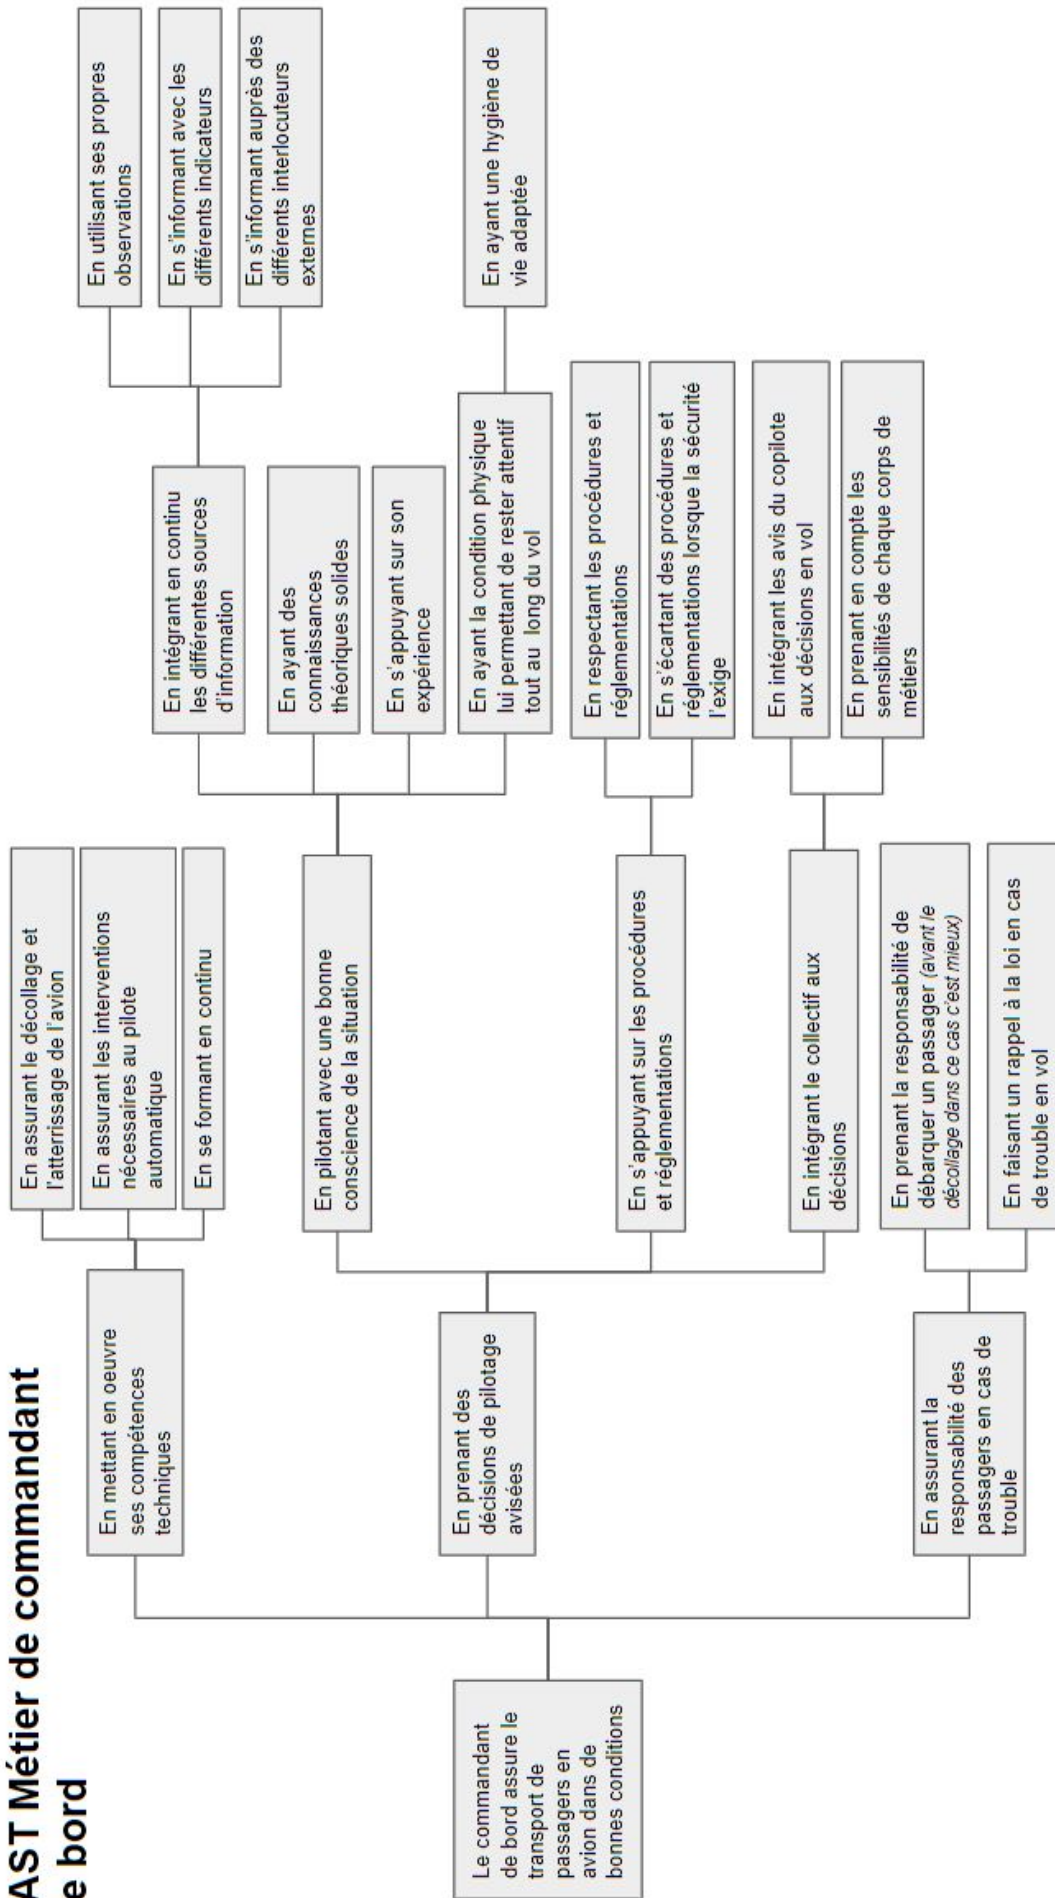 AST Métier de commandant
e bord
Le commandant
de bord assure le
transport de
passagers en
avion dans de
bonnes conditions
En mettant en oeuvre
ses compétences
techniques
En assurant le décollage et
l'atterrissage de l'avion
En assurant les interventions
nécessaires au pilote
automatique
En se formant en continu
En prenant des
décisions de pilotage
avisées
En pilotant avec une bonne
conscience de la situation
En intégrant en continu
les différentes sources
d'information
En utilisant ses propres
observations
En s'informant avec les
différents indicateurs
En s'informant auprès des
différents interlocuteurs
externes
En ayant des
connaissances
théoriques solides
En s'appuyant sur son
expérience
En ayant la condition physique
lui permettant de rester attentif
tout au long du vol
En ayant une hygiène de
vie adaptée
En s'appuyant sur les procédures
et réglementations
En respectant les procédures et
réglementations
En s'écartant des procédures et
réglementations lorsque la sécurité
l'exige
En intégrant le collectif aux
décisions
En intégrant les avis du copilote
aux décisions en vol
En prenant en compte les
sensibilités de chaque corps de
métiers
En assurant la
responsabilité des
passagers en cas de
trouble
En prenant la responsabilité de
débarquer un passager (avant le
décollage dans ce cas c'est mieux)
En faisant un rappel à la loi en cas
de trouble en vol